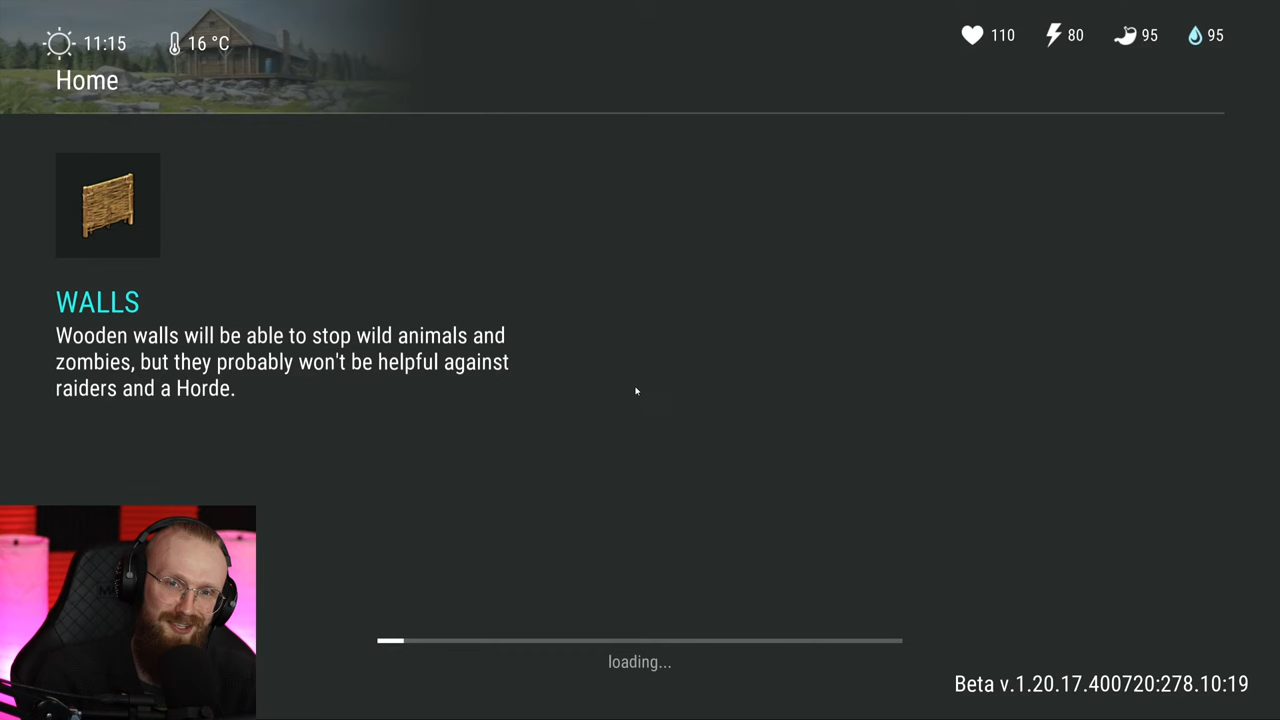 11:15
16 °C
110
80
95
95
Home
WALLS
Wooden walls will be able to stop wild animals and
zombies, but they probably won't be helpful against
raiders and a Horde.
loading...
Beta v.1.20.17.400720:278.10:19